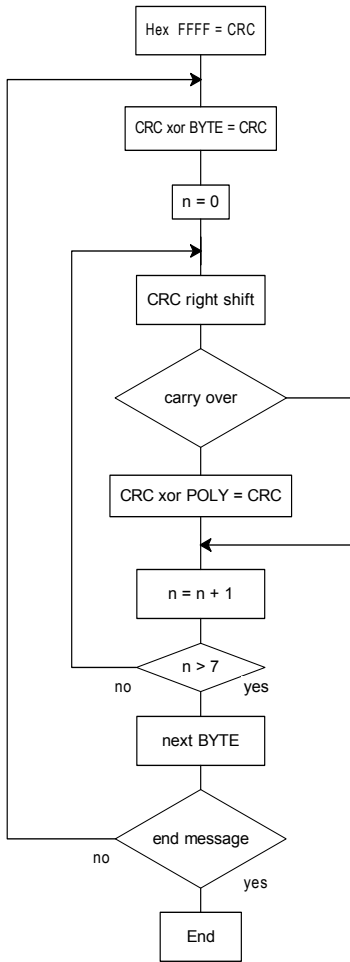 Hex FFFF = CRC
CRC xor BYTE = CRC
n = 0
CRC right shift
carry over
CRC xor POLY = CRC
n = n + 1
n > 7
no
yes
next BYTE
end message
no
yes
End